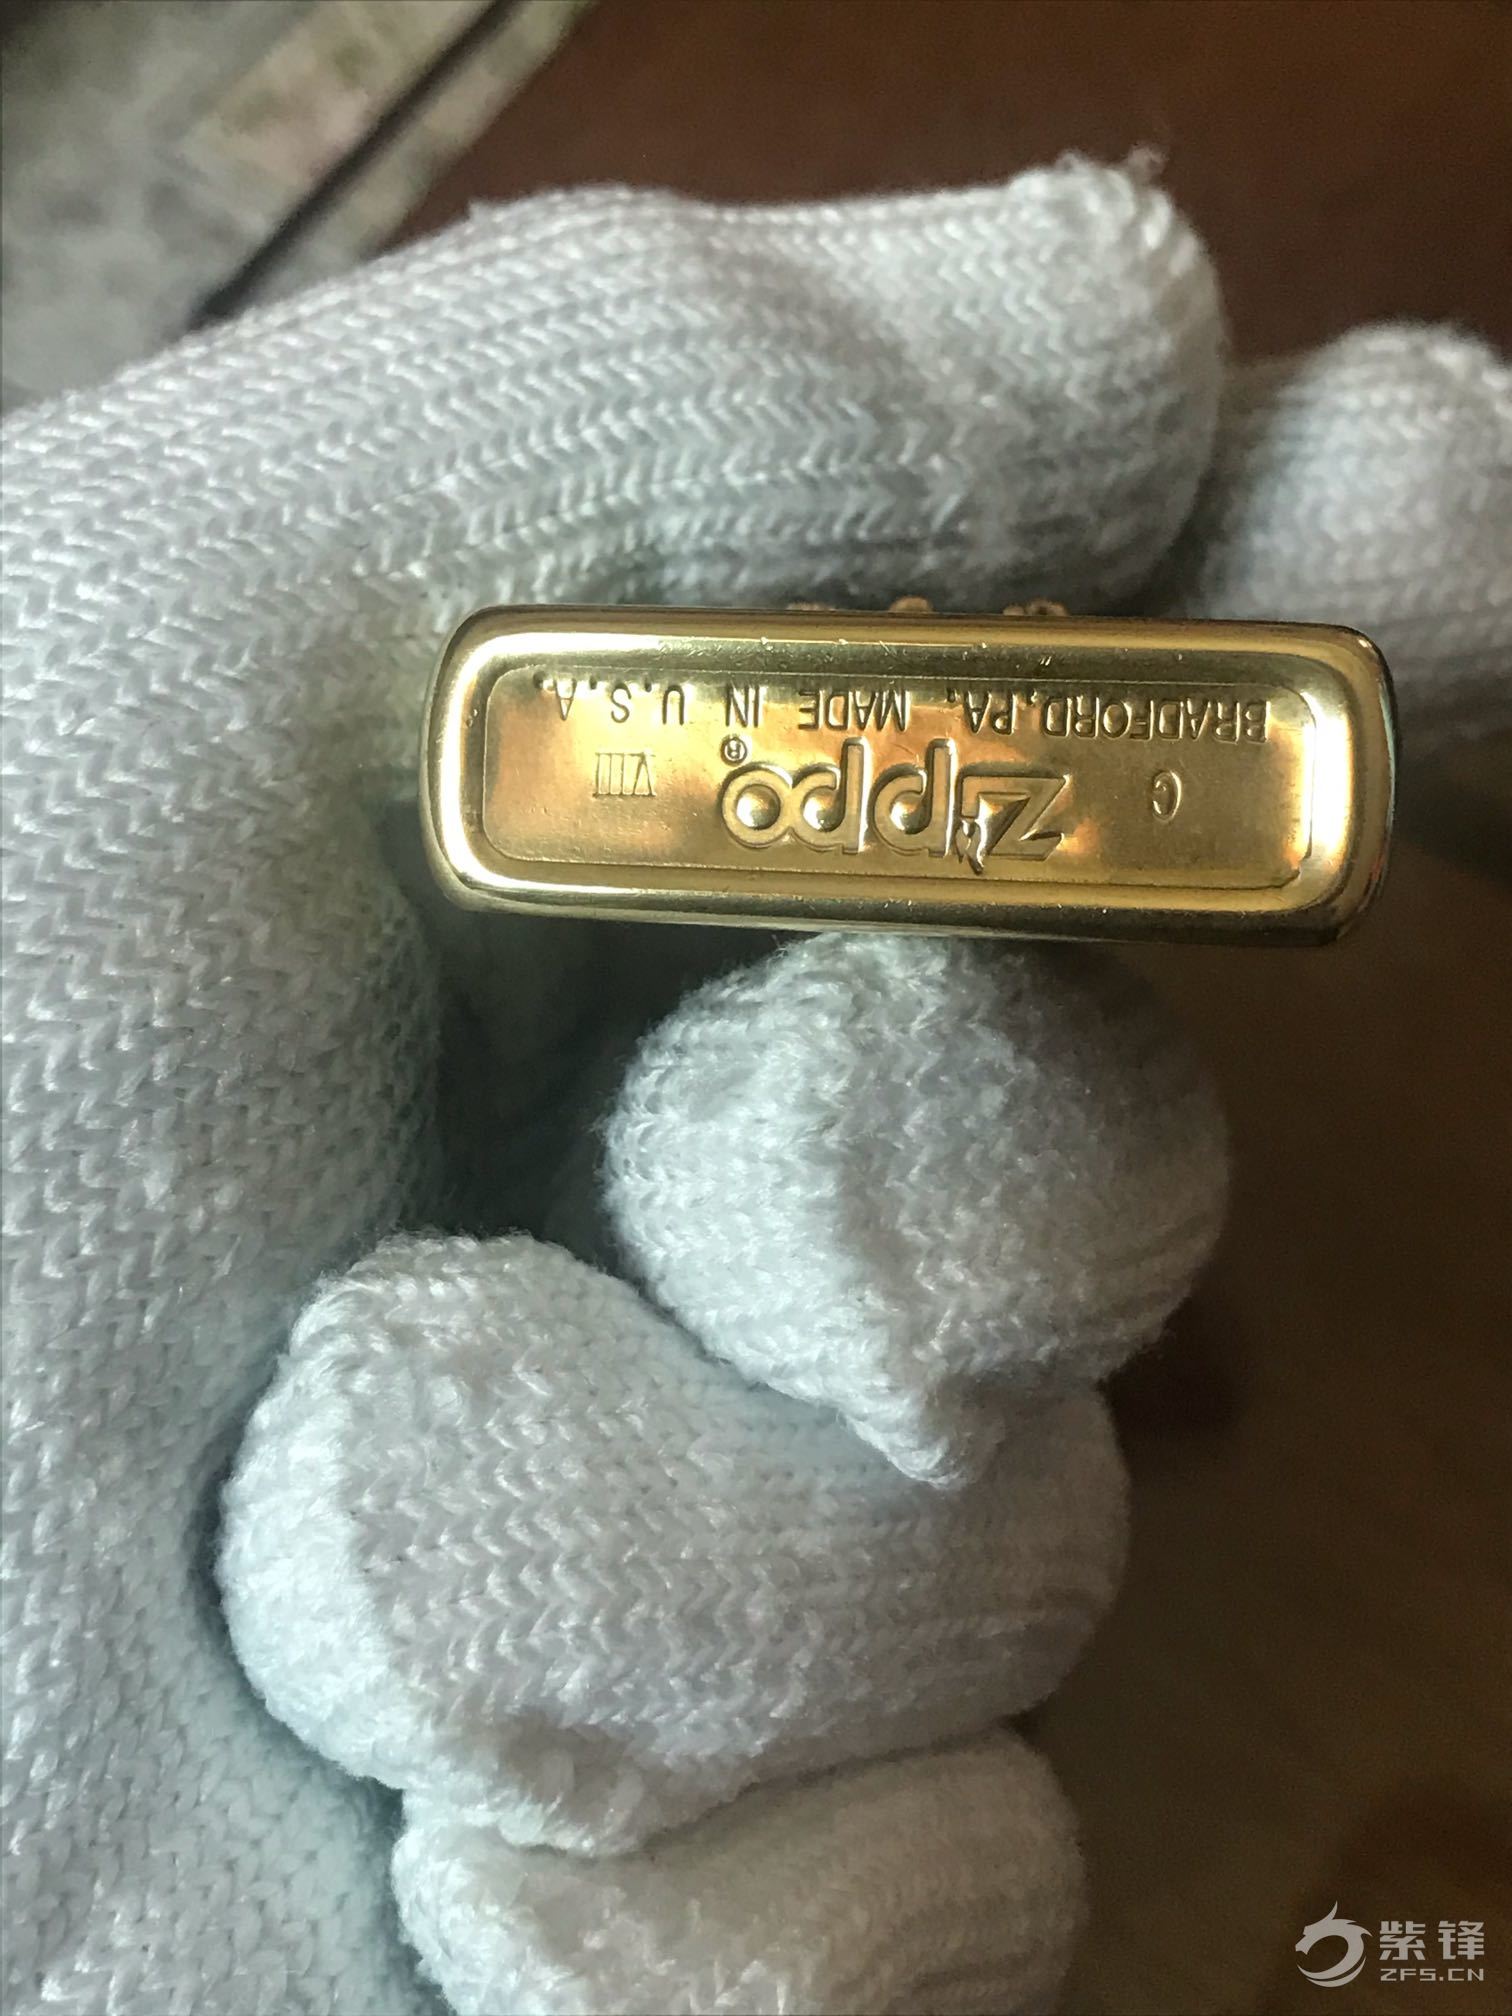 C Zippo® VIII
BRADFORD,PA. MADE IN U.S.A.
紫锋
ZFS.CN